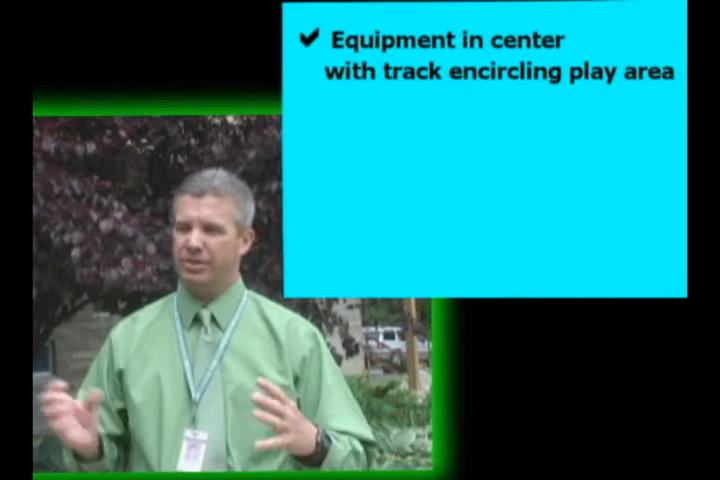 ✔ Equipment in center
with track encircling play area